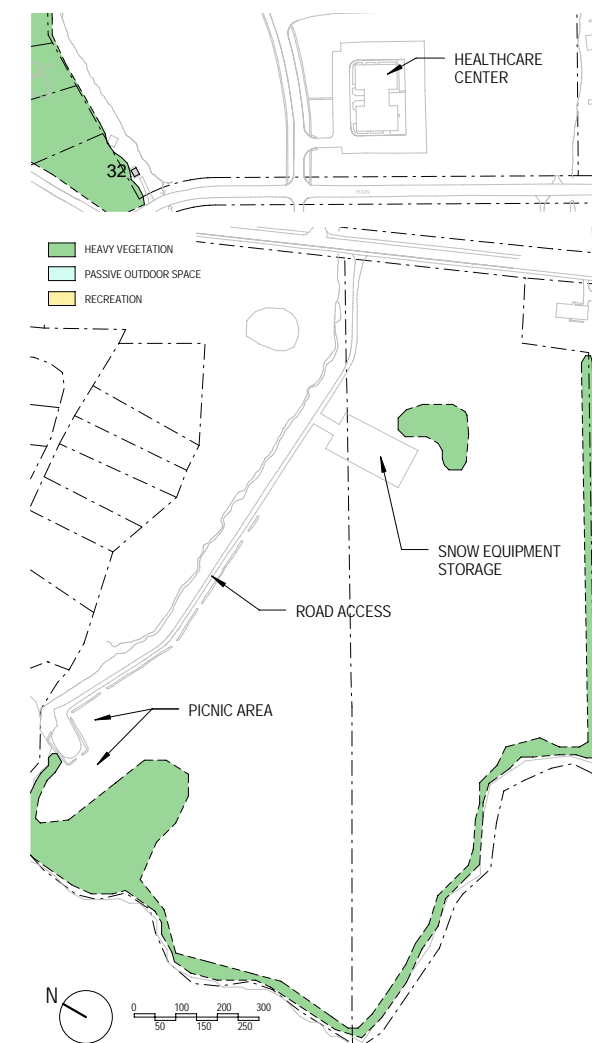 HEALTHCARE
CENTER
32
MAIN
HEAVY VEGETATION
PASSIVE OUTDOOR SPACE
RECREATION
SNOW EQUIPMENT
STORAGE
ROAD ACCESS
PICNIC AREA
N
0 100 200 300
50 150 250